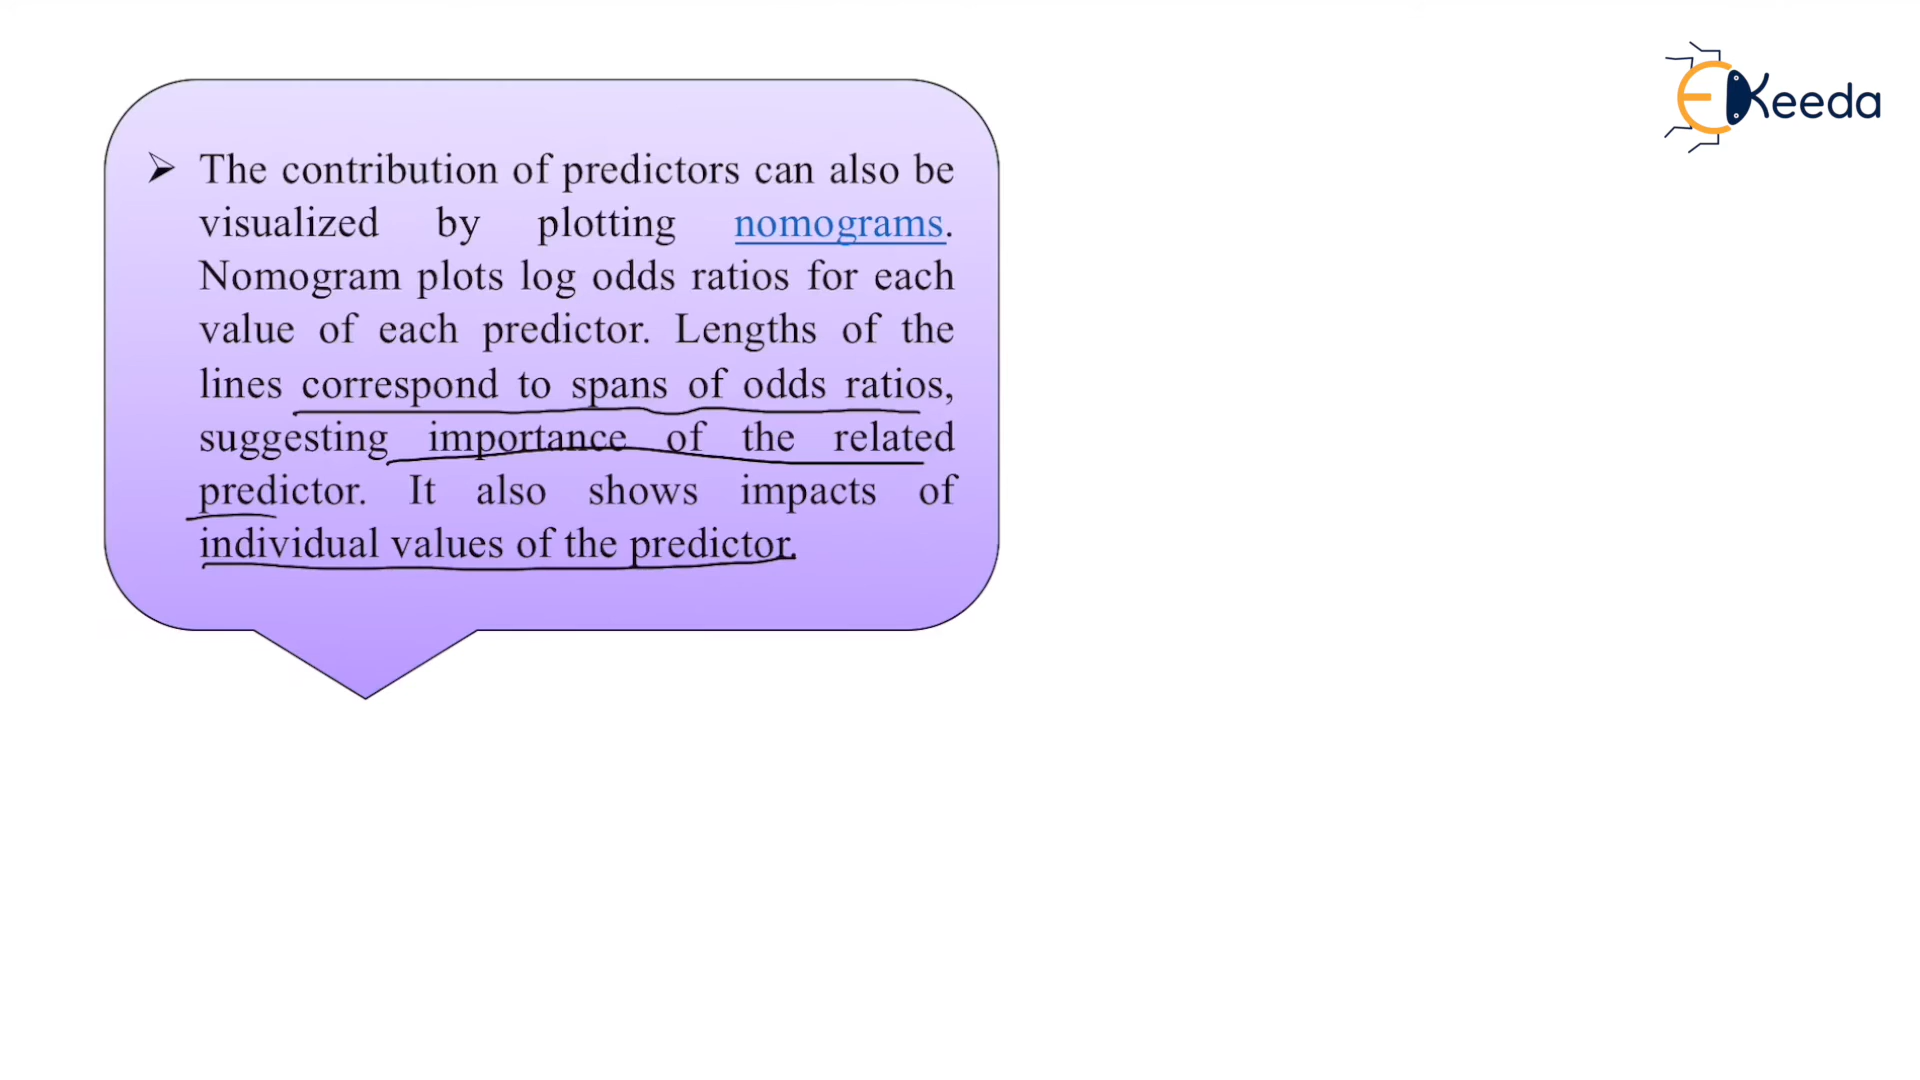 The contribution of predictors can also be
visualized by plotting nomograms.
Nomogram plots log odds ratios for each
value of each predictor. Lengths of the
lines correspond to spans of odds ratios,
suggesting importance of the related
predictor. It also shows impacts of
individual values of the predictor.
EKeeda